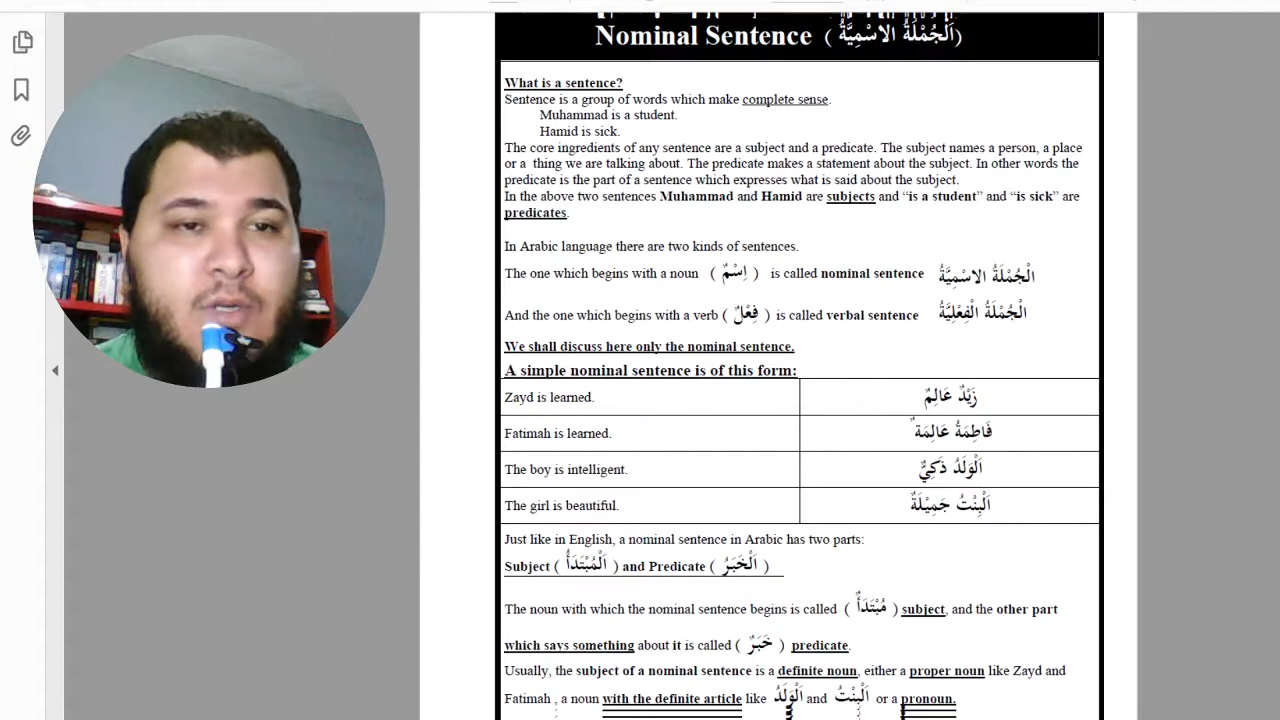 Nominal Sentence ( اَلْجُمْلَةُ الاسْمِيَّةُ)
What is a sentence?
Sentence is a group of words which make complete sense.
Muhammad is a student.
Hamid is sick.
The core ingredients of any sentence are a subject and a predicate. The subject names a person, a place
or a thing we are talking about. The predicate makes a statement about the subject. In other words the
predicate is the part of a sentence which expresses what is said about the subject.
In the above two sentences Muhammad and Hamid are subjects and “is a student” and “is sick” are
predicates.
In Arabic language there are two kinds of sentences.
The one which begins with a noun ( اِسْمٌ ) is called nominal sentence الْجُمْلَةُ الاسْمِيَّةُ
And the one which begins with a verb ( فِعْلٌ ) is called verbal sentence الْجُمْلَةُ الْفِعْلِيَّةُ
We shall discuss here only the nominal sentence.
A simple nominal sentence is of this form:
Zayd is learned. زَيْدٌ عَالِمٌ
Fatimah is learned. فَاطِمَةُ عَالِمَة ٌ
The boy is intelligent. اَلْوَلَدُ ذَكِيٌّ
The girl is beautiful. اَلْبِنْتُ جَمِيْلَةٌ
Just like in English, a nominal sentence in Arabic has two parts:
Subject ( اَلْمُبْتَدَأُ ) and Predicate ( اَلْخَبَرُ )
The noun with which the nominal sentence begins is called ( مُبْتَدَأٌ ) subject, and the other part
which says something about it is called ( خَبَرٌ ) predicate.
Usually, the subject of a nominal sentence is a definite noun, either a proper noun like Zayd and
Fatimah , a noun with the definite article like اَلْوَلَدُ and اَلْبِنْتُ or a pronoun.